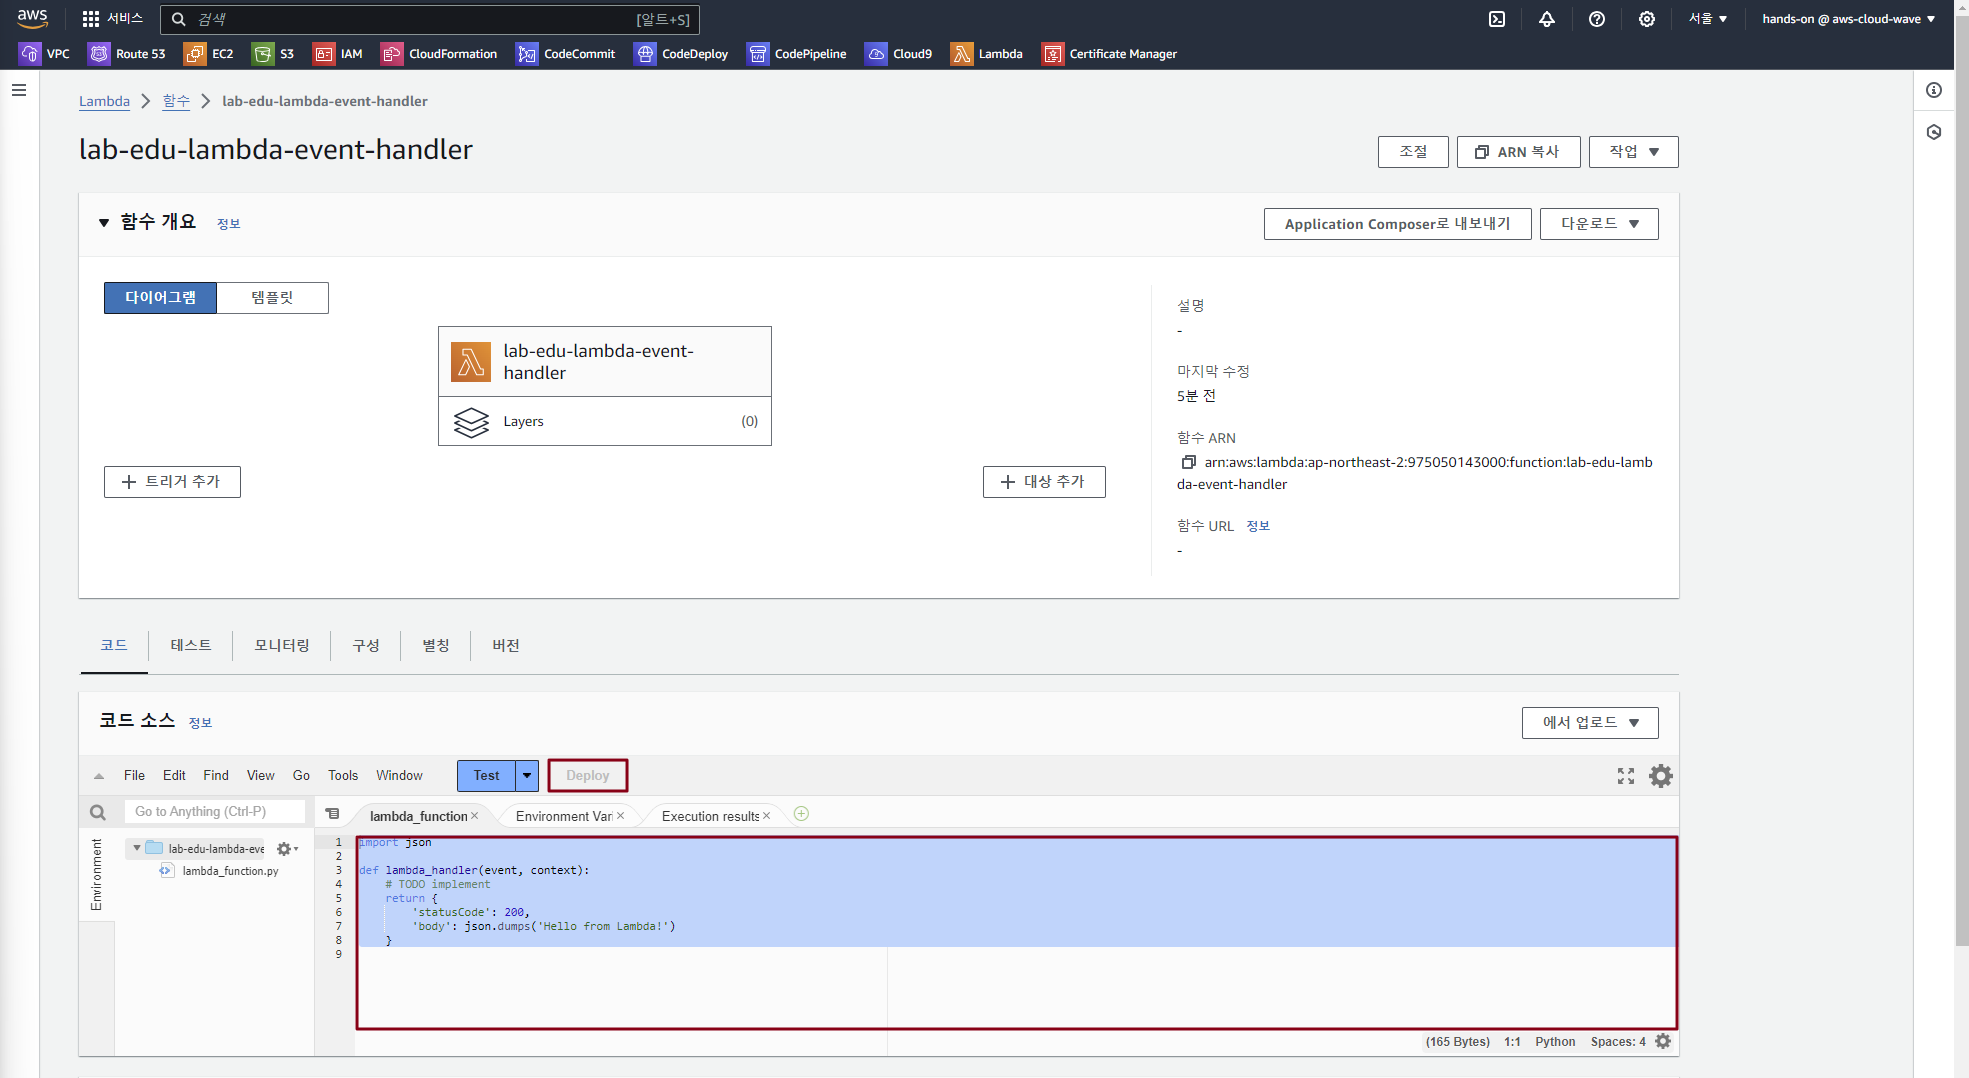 aws 서비스 검색 [알트+S] 서울 ▼ hands-on @ aws-cloud-wave ▼
VPC Route 53 EC2 S3 IAM CloudFormation CodeCommit CodeDeploy CodePipeline Cloud9 Lambda Certificate Manager
Lambda > 함수 > lab-edu-lambda-event-handler
lab-edu-lambda-event-handler
조절 ARN 복사 작업 ▼
▼ 함수 개요 정보
Application Composer로 내보내기 다운로드 ▼
다이어그램 템플릿
lab-edu-lambda-event-
handler
Layers (0)
+ 트리거 추가
+ 대상 추가
설명
-
마지막 수정
5분 전
함수 ARN
arn:aws:lambda:ap-northeast-2:975050143000:function:lab-edu-lamb
da-event-handler
함수 URL 정보
-
코드 테스트 모니터링 구성 별칭 버전
코드 소스 정보
에서 업로드 ▼
File Edit Find View Go Tools Window Test Deploy
Go to Anything (Ctrl-P)
lambda_function × Environment Vari × Execution results ×
Environment
lab-edu-lambda-eve
lambda_function.py
1 import json
2
3 def lambda_handler(event, context):
4     # TODO implement
5     return {
6         'statusCode': 200,
7         'body': json.dumps('Hello from Lambda!')
8     }
9
(165 Bytes) 1:1 Python Spaces: 4